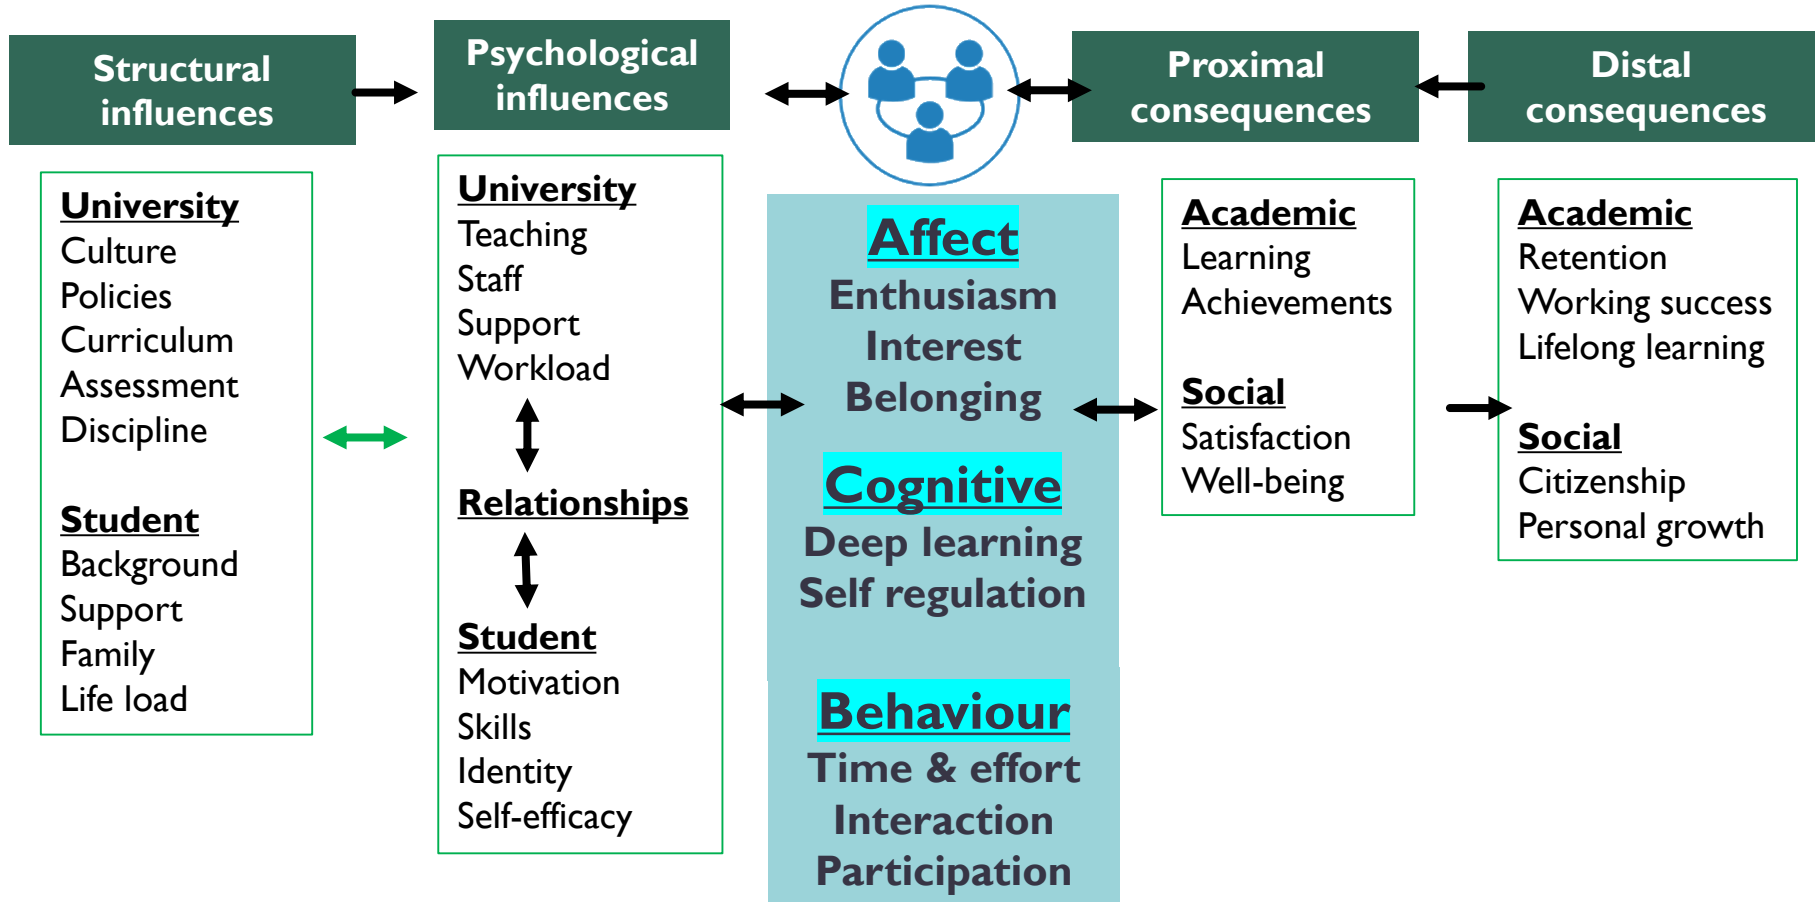 Structural
influences
Psychological
influences
Proximal
consequences
Distal
consequences
University
Culture
Policies
Curriculum
Assessment
Discipline
Student
Background
Support
Family
Life load
University
Teaching
Staff
Support
Workload
Relationships
Student
Motivation
Skills
Identity
Self-efficacy
Affect
Enthusiasm
Interest
Belonging
Cognitive
Deep learning
Self regulation
Behaviour
Time & effort
Interaction
Participation
Academic
Learning
Achievements
Social
Satisfaction
Well-being
Academic
Retention
Working success
Lifelong learning
Social
Citizenship
Personal growth